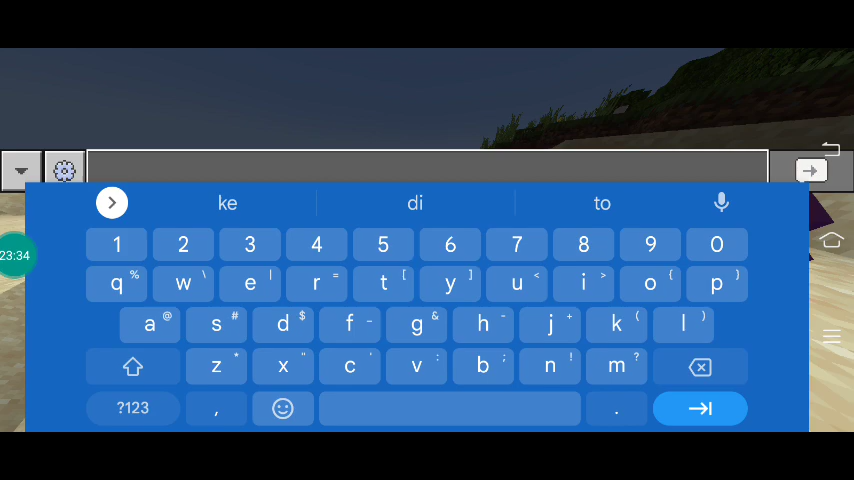 ke di to
1 2 3 4 5 6 7 8 9 0
q % w \ e | r = t [ y ] u < i > o { p }
a @ s # d $ f _ g & h - j + k ( l )
z * x " c ' v : b ; n ! m ?
?123 , .
23:34